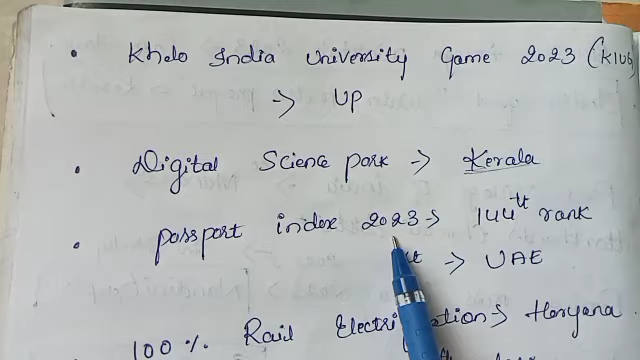 • Khelo India University Game 2023 (KIUG
→ UP
• Digital Science park → Kerala
• passport index 2023 → 144th rank
→ UAE
• 100% Rail → Haryana